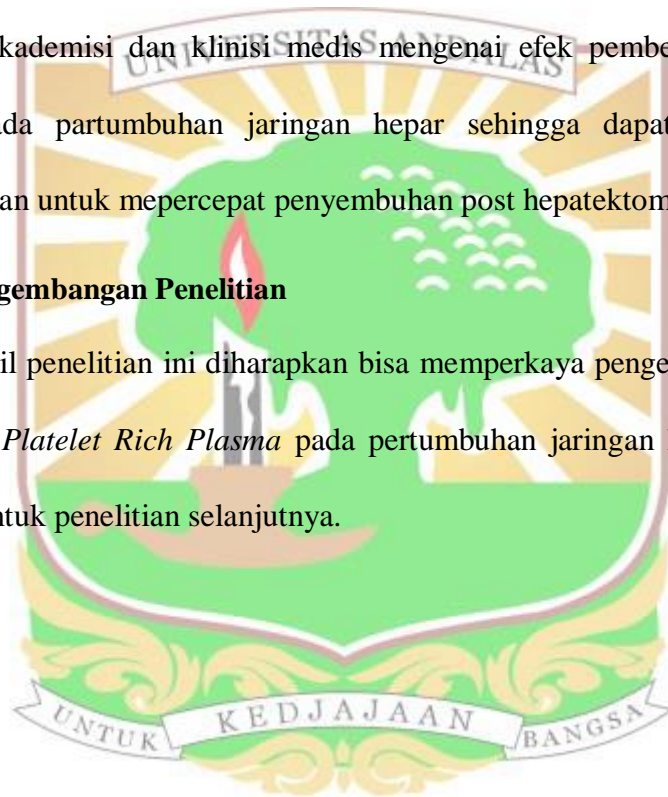 UNIVERSITAS ANDALAS
kademisi dan klinisi medis mengenai efek pembe
ada partumbuhan jaringan hepar sehingga dapat
an untuk mepercepat penyembuhan post hepatektom
gembangan Penelitian
il penelitian ini diharapkan bisa memperkaya penge
Platelet Rich Plasma pada pertumbuhan jaringan
ntuk penelitian selanjutnya.
UNTUK KEDJAJAAN BANGSA